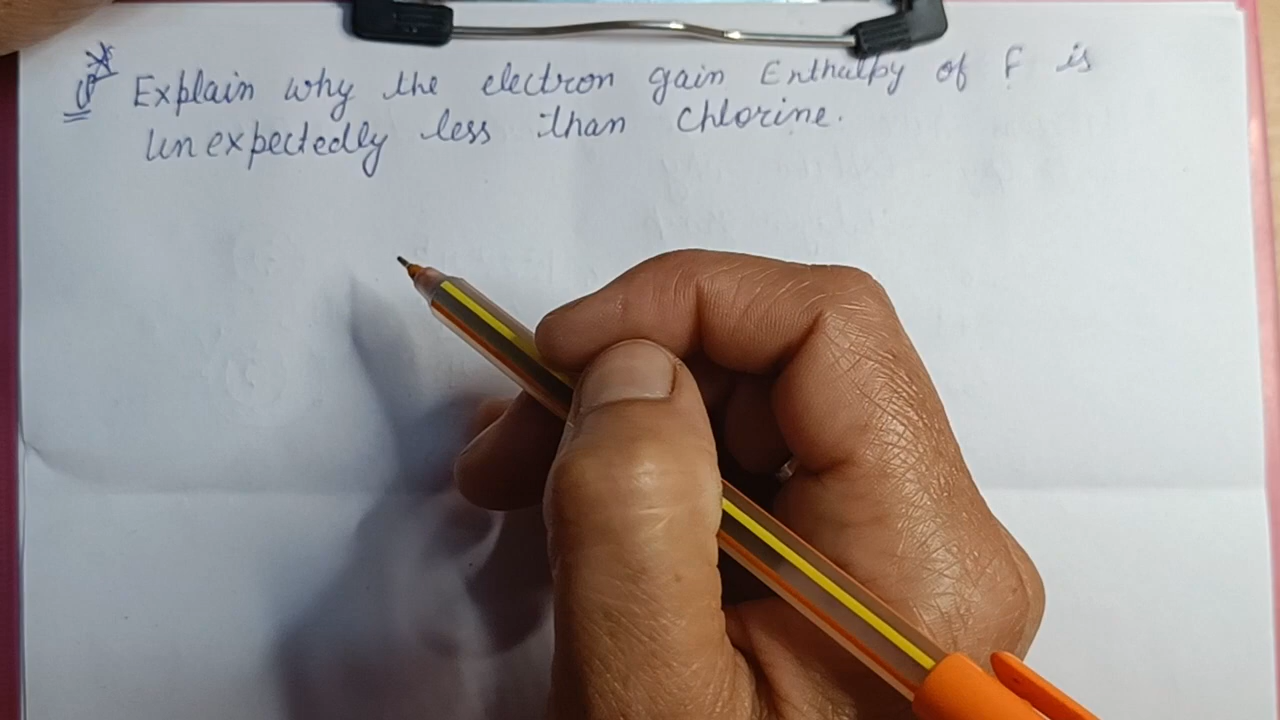 Explain why the electron gain Enthalpy of F is
Unexpectedly less than chlorine.